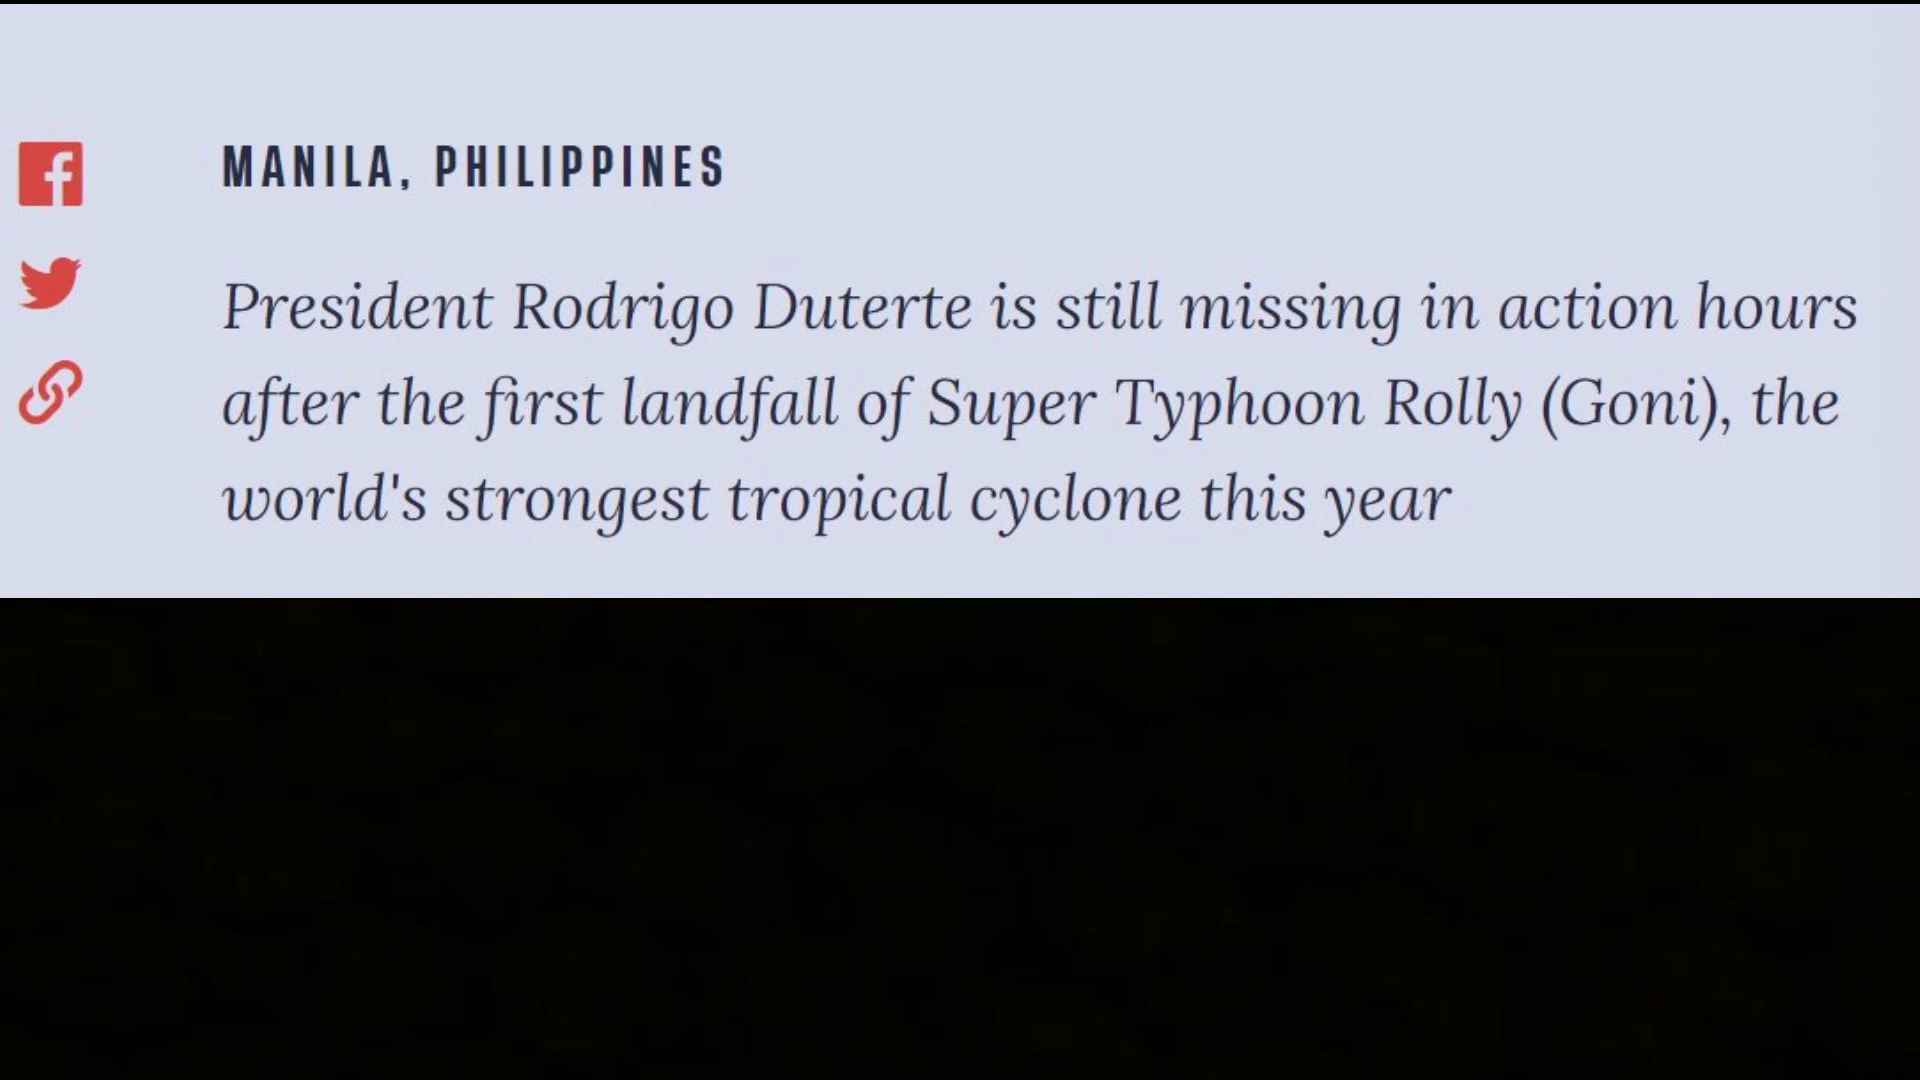 MANILA, PHILIPPINES
President Rodrigo Duterte is still missing in action hours
after the first landfall of Super Typhoon Rolly (Goni), the
world's strongest tropical cyclone this year